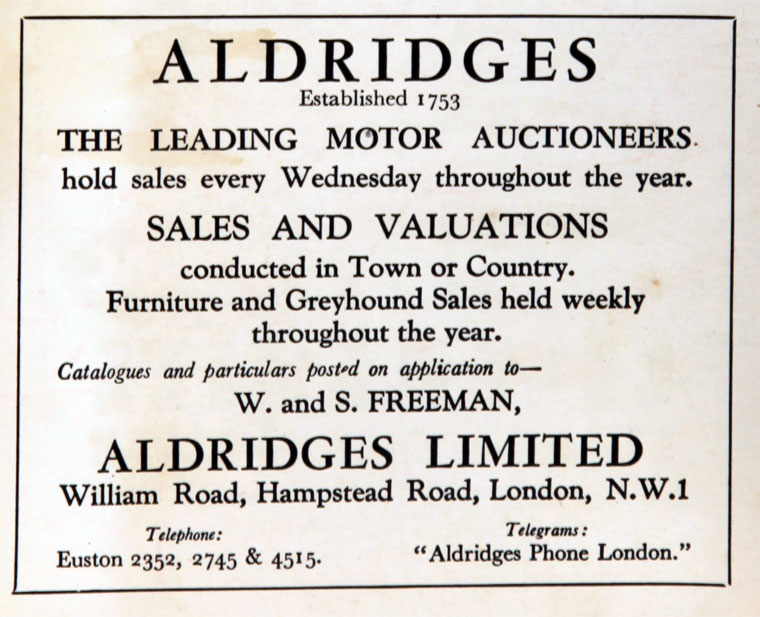 ALDRIDGES
Established 1753
THE LEADING MOTOR AUCTIONEERS
hold sales every Wednesday throughout the year.
SALES AND VALUATIONS
conducted in Town or Country.
Furniture and Greyhound Sales held weekly
throughout the year.
Catalogues and particulars posted on application to—
W. and S. FREEMAN,
ALDRIDGES LIMITED
William Road, Hampstead Road, London, N.W.1
Telephone:
Euston 2352, 2745 & 4515.
Telegrams:
"Aldridges Phone London."